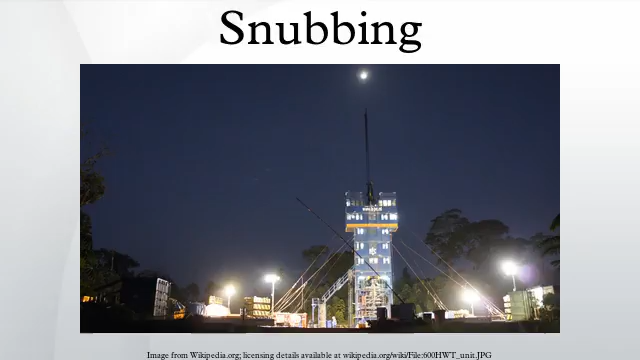 Snubbing
Image from Wikipedia.org; licensing details available at wikipedia.org/wiki/File:600HWT_unit.JPG